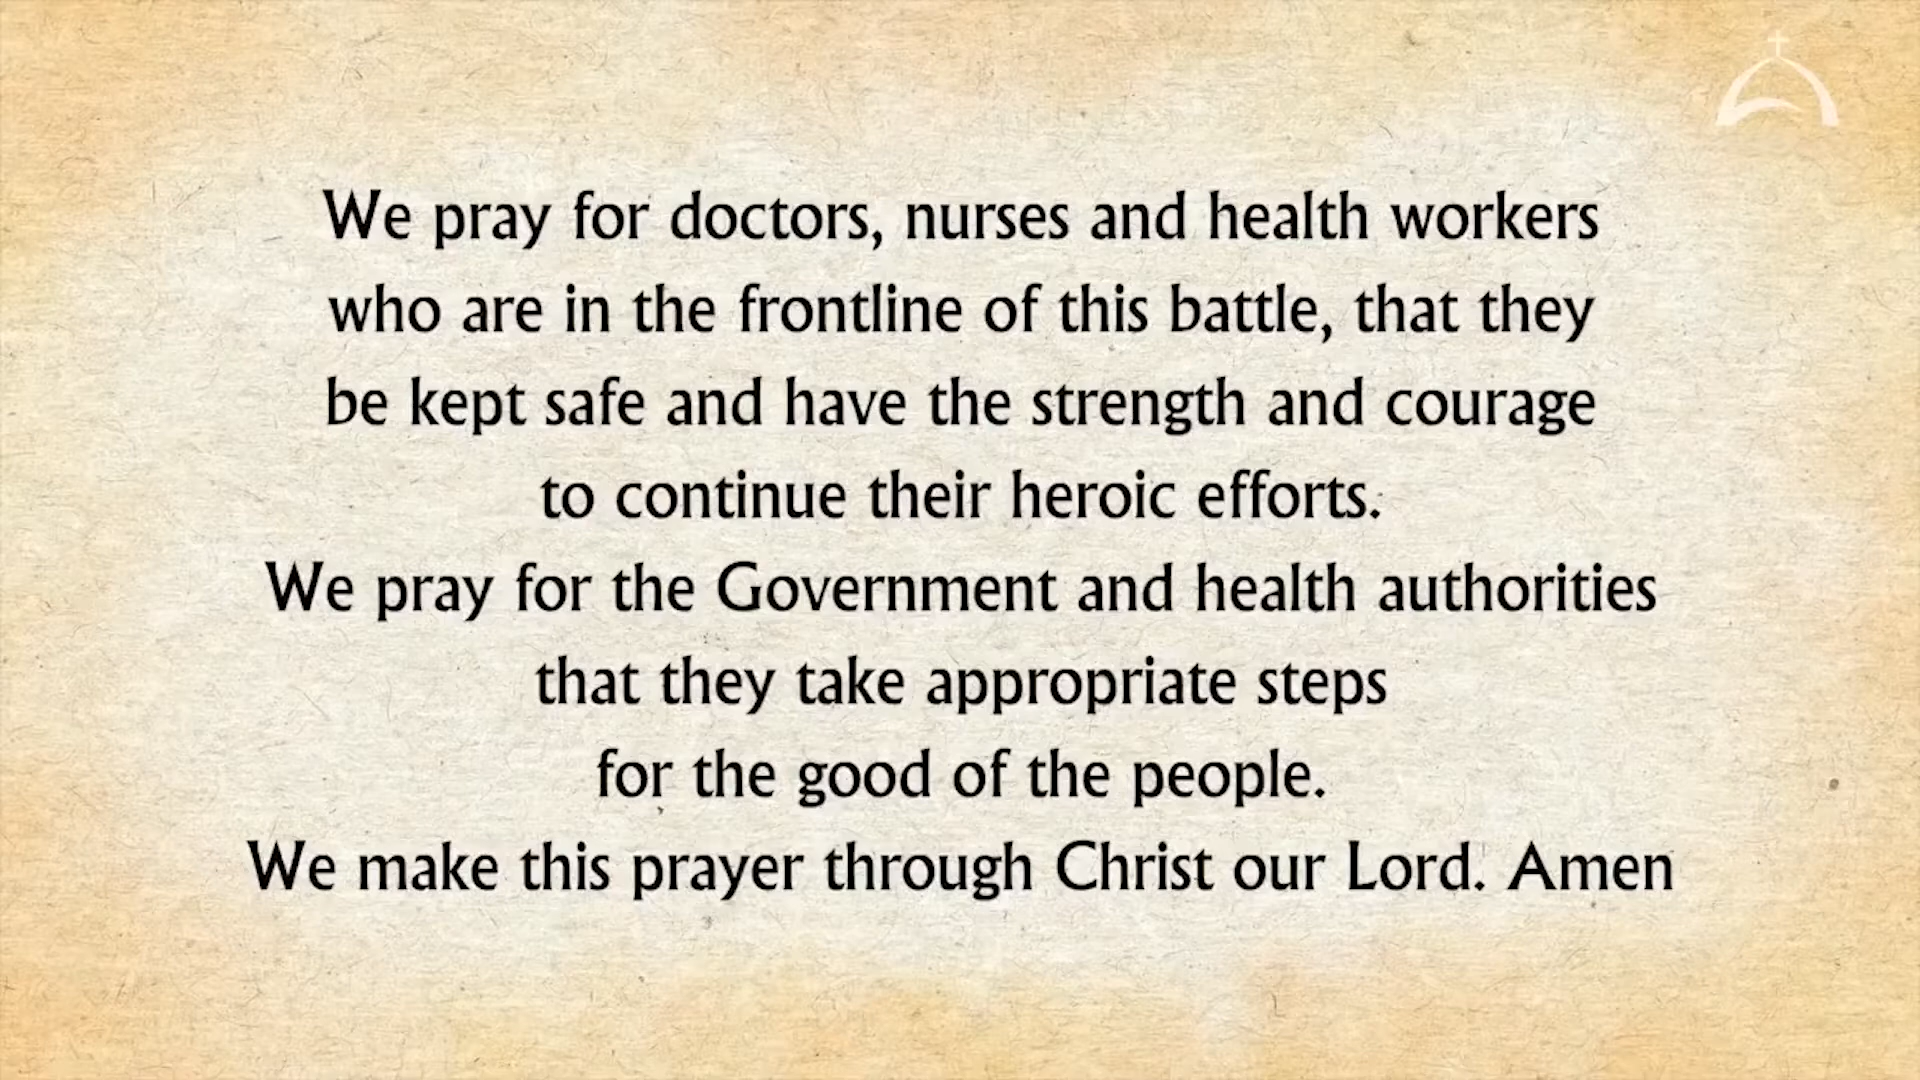 We pray for doctors, nurses and health workers
who are in the frontline of this battle, that they
be kept safe and have the strength and courage
to continue their heroic efforts.
We pray for the Government and health authorities
that they take appropriate steps
for the good of the people.
We make this prayer through Christ our Lord. Amen